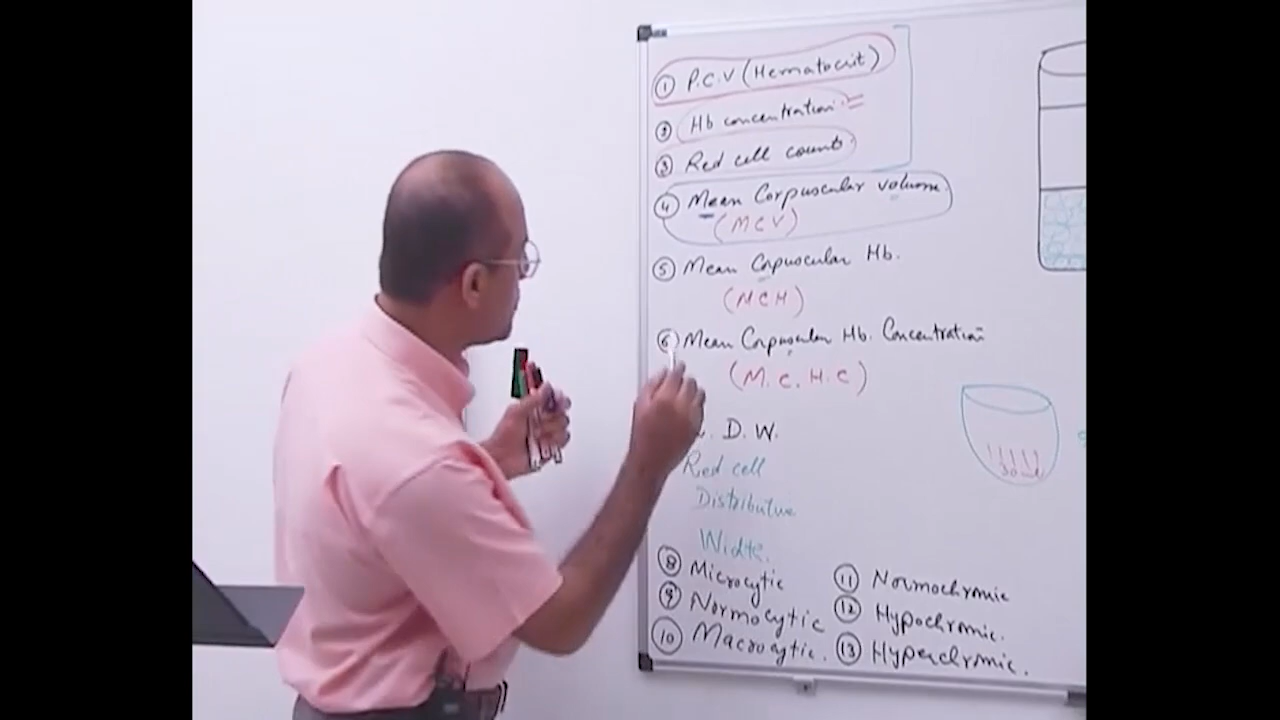 ① P.C.V (Hematocrit)
② Hb concentration
③ Red cell counts
④ Mean Corpuscular volume.
(MCV)
⑤ Mean Corpuscular Hb.
(MCH)
⑥ Mean Corpuscular Hb. Concentration
(M.C.H.C)
. D. W.
Red cell
Distributive
Width.
⑧ Microcytic
⑨ Normocytic
⑩ Macrocytic.
⑪ Normochromic
⑫ Hypochromic.
⑬ Hyperchromic.